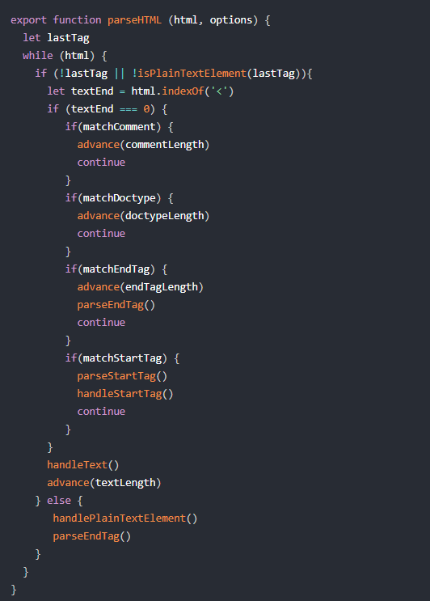 export function parseHTML (html, options) {
  let lastTag
  while (html) {
    if (!lastTag || !isPlainTextElement(lastTag)){
      let textEnd = html.indexOf('<')
      if (textEnd === 0) {
         if(matchComment) {
           advance(commentLength)
           continue
         }
         if(matchDoctype) {
           advance(doctypeLength)
           continue
         }
         if(matchEndTag) {
           advance(endTagLength)
           parseEndTag()
           continue
         }
         if(matchStartTag) {
           parseStartTag()
           handleStartTag()
           continue
         }
      }
      handleText()
      advance(textLength)
    } else {
       handlePlainTextElement()
       parseEndTag()
    }
  }
}